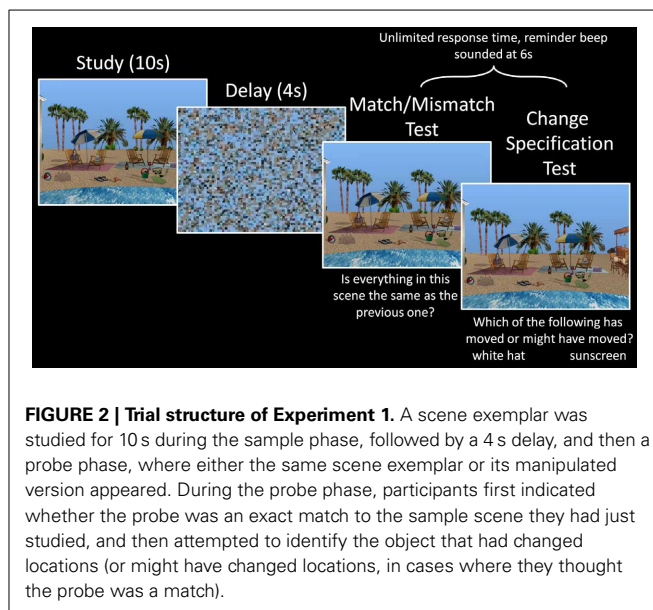 Unlimited response time, reminder beep
sounded at 6s
Study (10s)
Delay (4s)
Match/Mismatch
Test
Change
Specification
Test
Is everything in this
scene the same as the
previous one?
Which of the following has
moved or might have moved?
white hat sunscreen
FIGURE 2 | Trial structure of Experiment 1. A scene exemplar was
studied for 10 s during the sample phase, followed by a 4 s delay, and then a
probe phase, where either the same scene exemplar or its manipulated
version appeared. During the probe phase, participants first indicated
whether the probe was an exact match to the sample scene they had just
studied, and then attempted to identify the object that had changed
locations (or might have changed locations, in cases where they thought
the probe was a match).